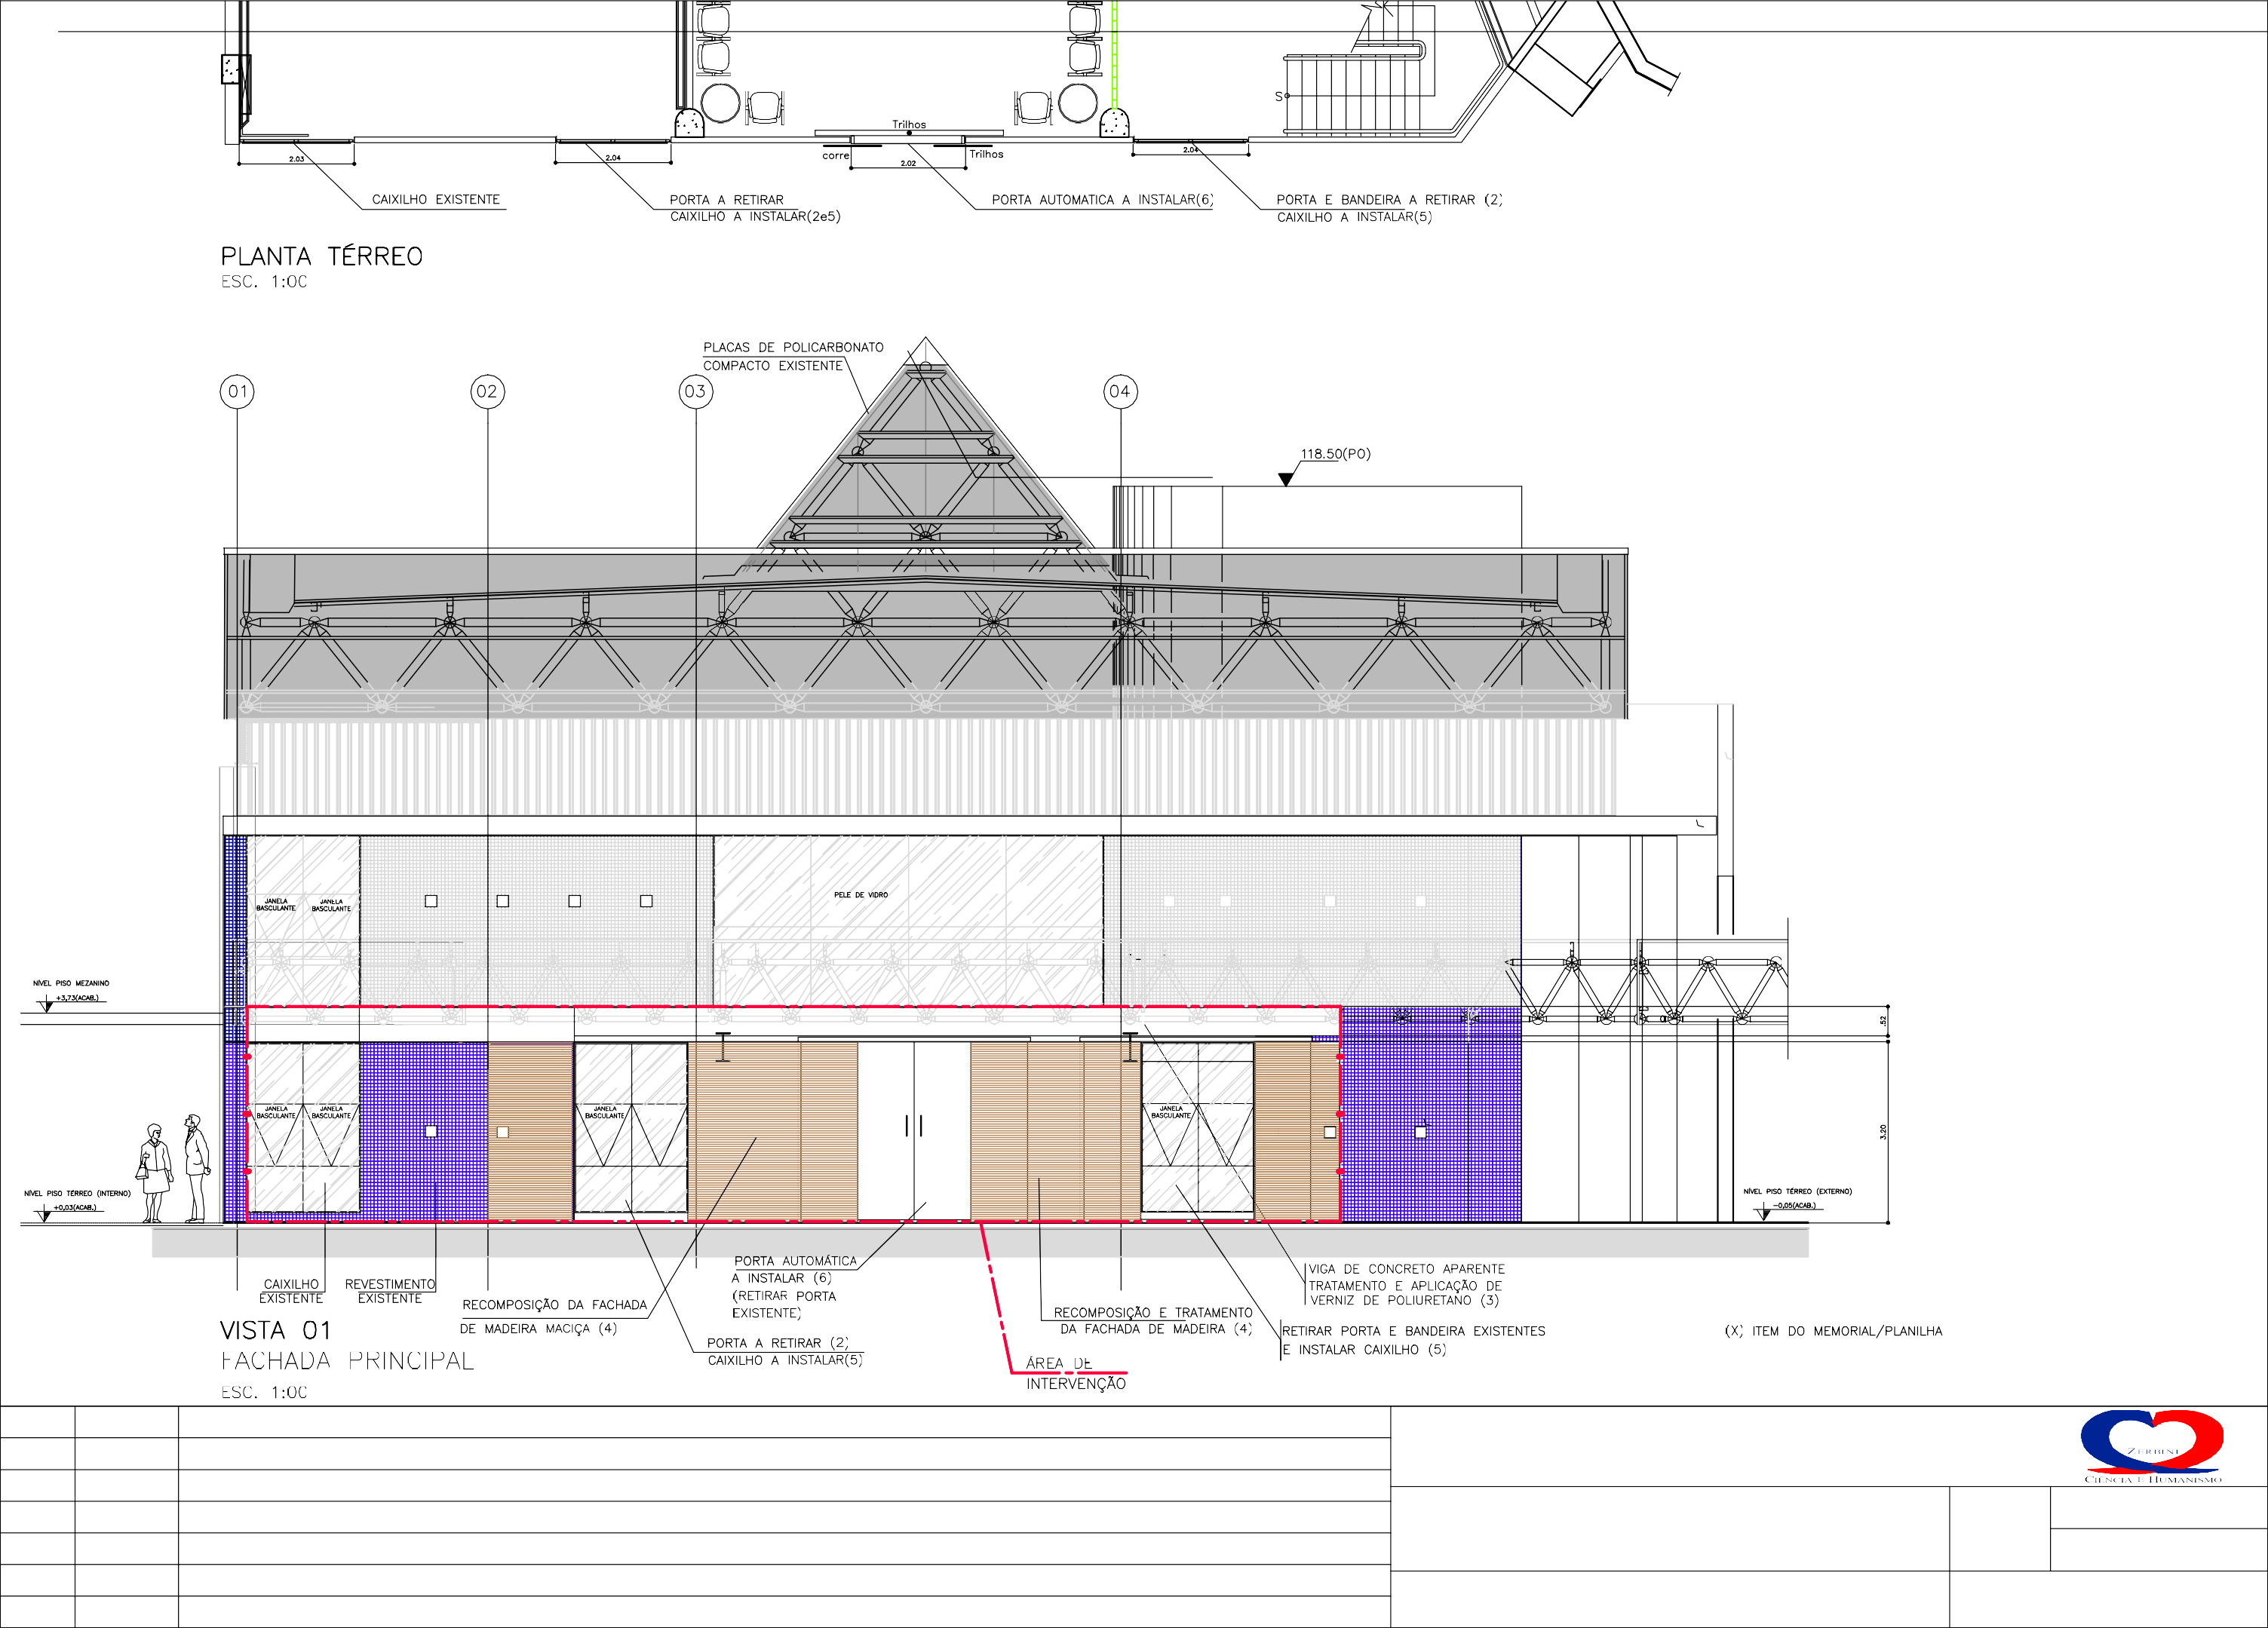 S
Trilhos
corre
Trilhos
2.03
2.04
2.02
2.04
CAIXILHO EXISTENTE
PORTA A RETIRAR
CAIXILHO A INSTALAR(2e5)
PORTA AUTOMATICA A INSTALAR(6)
PORTA E BANDEIRA A RETIRAR (2)
CAIXILHO A INSTALAR(5)
PLANTA TÉRREO
ESC. 1:0C
PLACAS DE POLICARBONATO
COMPACTO EXISTENTE
01
02
03
04
118.50(PO)
JANELA
BASCULANTE
JANELA
BASCULANTE
PELE DE VIDRO
NÍVEL PISO MEZANINO
+3,73(ACAB.)
.52
JANELA
BASCULANTE
JANELA
BASCULANTE
JANELA
BASCULANTE
JANELA
BASCULANTE
3.20
NÍVEL PISO TÉRREO (INTERNO)
+0,03(ACAB.)
NÍVEL PISO TÉRREO (EXTERNO)
-0,05(ACAB.)
CAIXILHO
EXISTENTE
REVESTIMENTO
EXISTENTE
RECOMPOSIÇÃO DA FACHADA
DE MADEIRA MACIÇA (4)
PORTA AUTOMÁTICA
A INSTALAR (6)
(RETIRAR PORTA
EXISTENTE)
PORTA A RETIRAR (2)
CAIXILHO A INSTALAR(5)
RECOMPOSIÇÃO E TRATAMENTO
DA FACHADA DE MADEIRA (4)
ÁREA DE
INTERVENÇÃO
VIGA DE CONCRETO APARENTE
TRATAMENTO E APLICAÇÃO DE
VERNIZ DE POLIURETANO (3)
RETIRAR PORTA E BANDEIRA EXISTENTES
E INSTALAR CAIXILHO (5)
(X) ITEM DO MEMORIAL/PLANILHA
VISTA 01
FACHADA PRINCIPAL
ESC. 1:0C
ZERBINI
CIÊNCIA E HUMANISMO